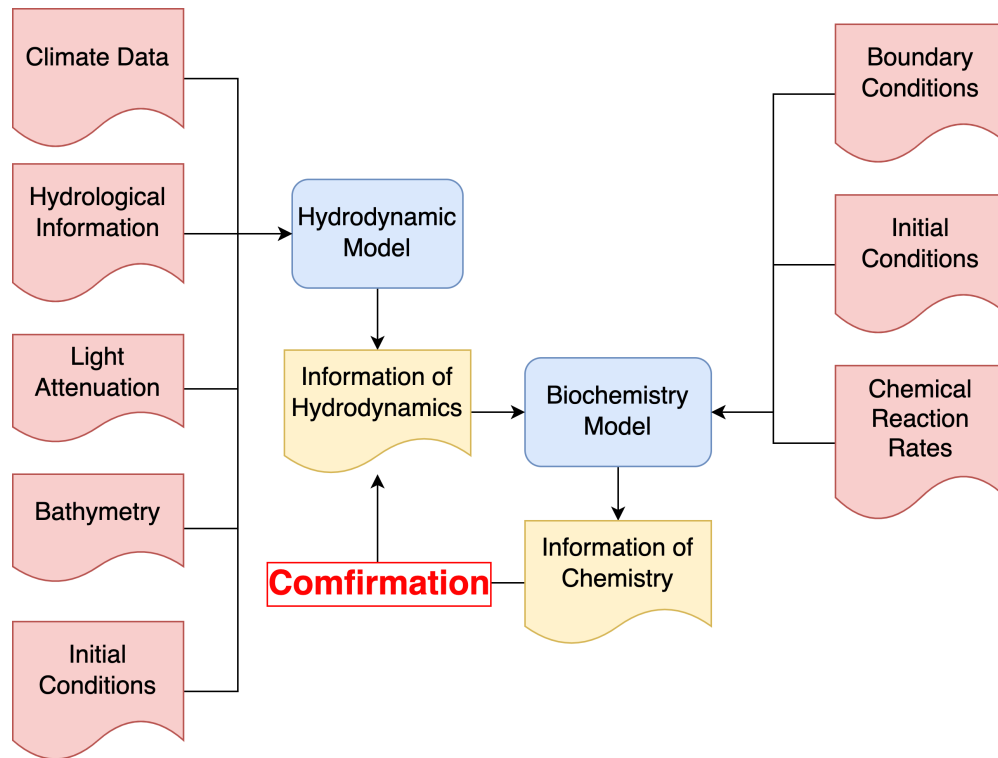 Climate Data
Hydrological
Information
Light
Attenuation
Bathymetry
Initial
Conditions
Hydrodynamic
Model
Information of
Hydrodynamics
Comfirmation
Biochemistry
Model
Information of
Chemistry
Boundary
Conditions
Initial
Conditions
Chemical
Reaction
Rates